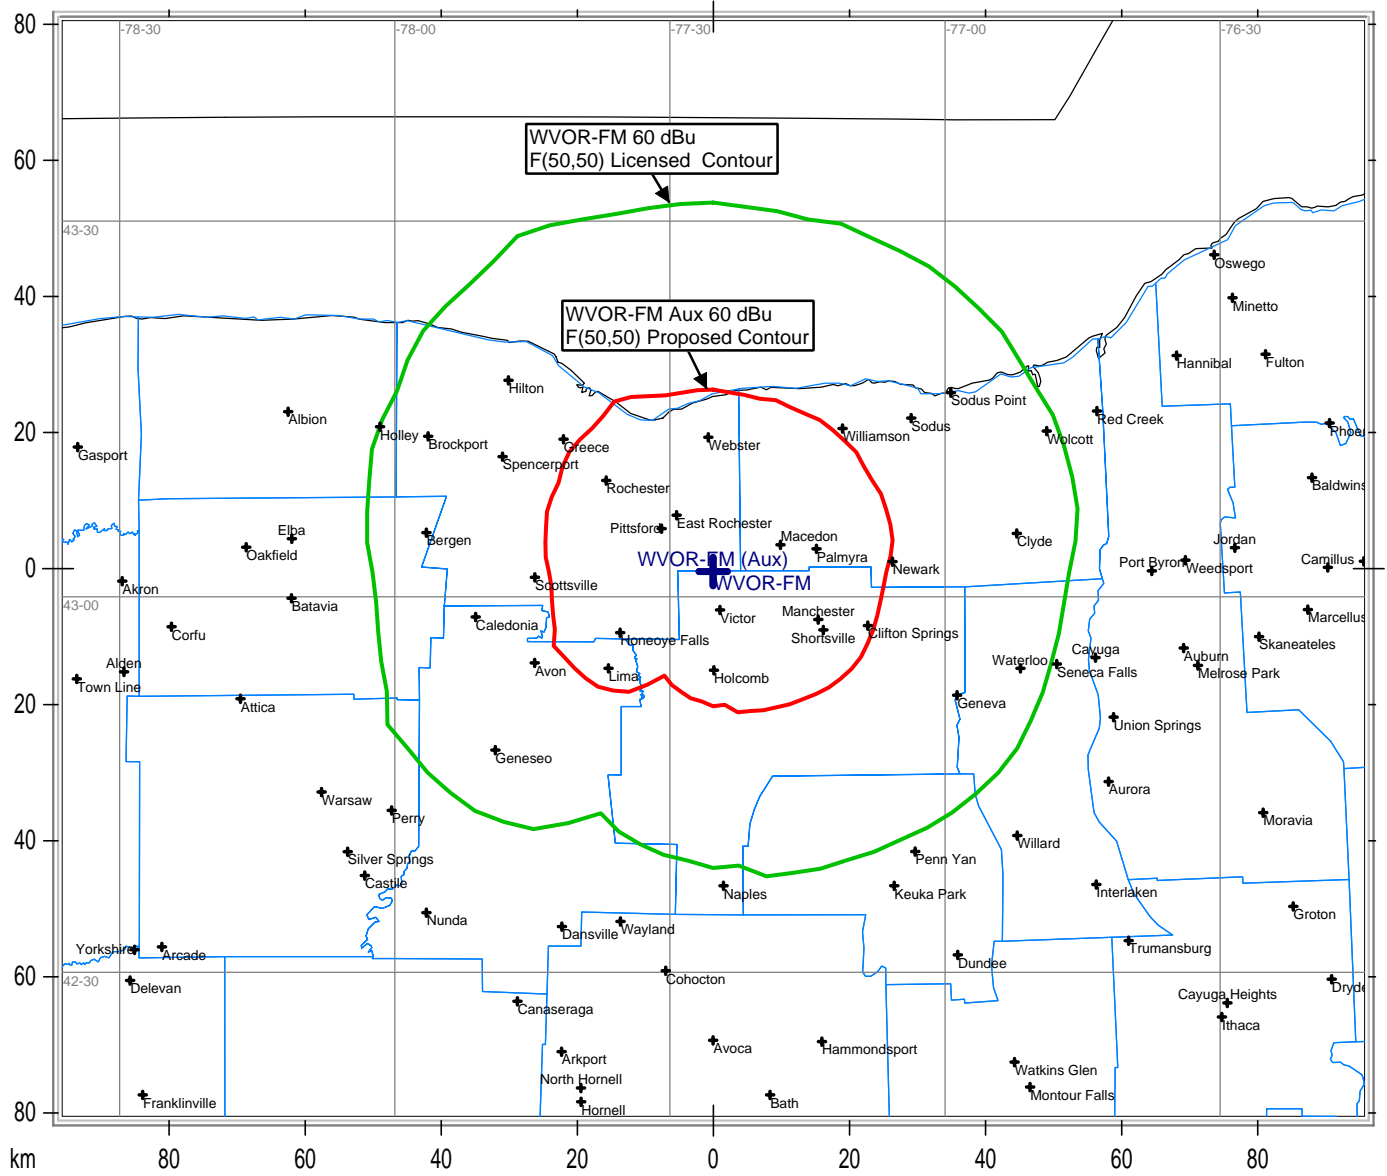 80
-78-30
-78-00
-77-30
-77-00
-76-30
WVOR-FM 60 dBu
F(50,50) Licensed Contour
60
43-30
Oswego
40
Minetto
WVOR-FM Aux 60 dBu
F(50,50) Proposed Contour
Hannibal
Fulton
Hilton
Sodus Point
Albion
Red Creek
Sodus
20
Holley
Brockport
Greece
Webster
Williamson
Wolcott
Phoe
Gasport
Spencerport
Rochester
Baldwins
Pittsford
East Rochester
Elba
Bergen
Macedon
Clyde
Jordan
Oakfield
Palmyra
WVOR-FM (Aux)
Port Byron
Weedsport
Camillus
0
Newark
WVOR-FM
Akron
Scottsville
43-00
Batavia
Victor
Manchester
Marcellus
Corfu
Caledonia
Honeoye Falls
Shortsville
Clifton Springs
Skaneateles
Alden
Avon
Lima
Holcomb
Waterloo
Cayuga
Seneca Falls
Auburn
Melrose Park
Town Line
20
Attica
Geneva
Union Springs
Geneseo
Warsaw
Perry
Aurora
Moravia
40
Willard
Silver Springs
Penn Yan
Castile
Naples
Keuka Park
Interlaken
Nunda
Groton
Dansville
Wayland
Yorkshire
Arcade
Trumansburg
Dundee
60
42-30
Delevan
Cohocton
Dryde
Canaseraga
Cayuga Heights
Ithaca
Avoca
Hammondsport
Arkport
Watkins Glen
North Hornell
Montour Falls
Franklinville
Hornell
Bath
80
km
80
60
40
20
0
20
40
60
80